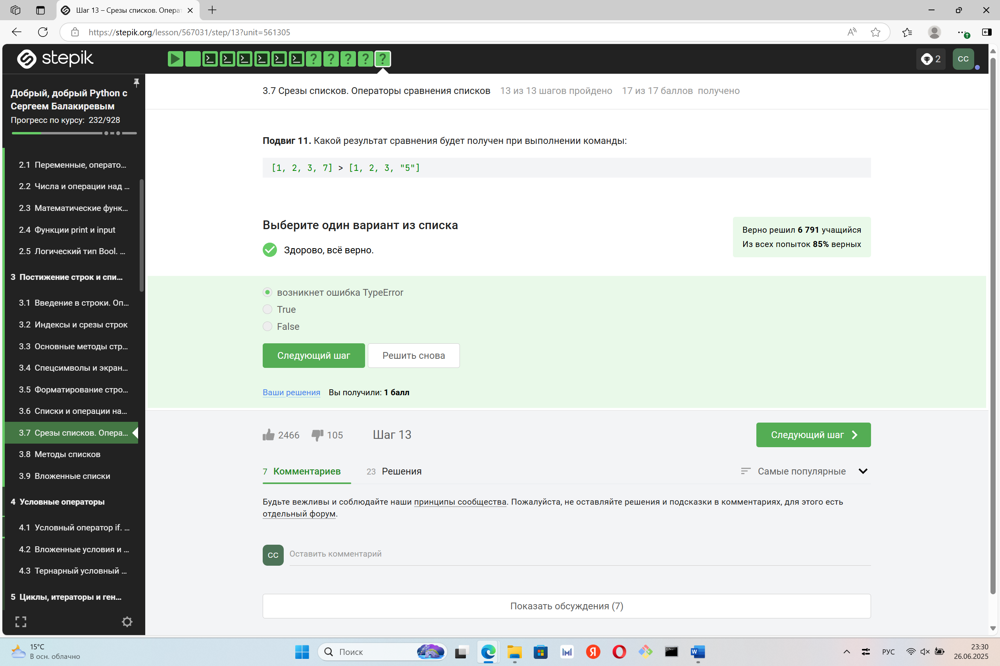 Шаг 13 – Срезы списков. Операт
https://stepik.org/lesson/567031/step/13?unit=561305
stepik
2
CC
Добрый, добрый Python с
Сергеем Балакиревым
Прогресс по курсу: 232/928
2.1 Переменные, операто...
2.2 Числа и операции над ...
2.3 Математические функ...
2.4 Функции print и input
2.5 Логический тип Bool. ...
3 Постижение строк и спи...
3.1 Введение в строки. Оп...
3.2 Индексы и срезы строк
3.3 Основные методы стр...
3.4 Спецсимволы и экран...
3.5 Форматирование стро...
3.6 Списки и операции на...
3.7 Срезы списков. Опера...
3.8 Методы списков
3.9 Вложенные списки
4 Условные операторы
4.1 Условный оператор if. ...
4.2 Вложенные условия и ...
4.3 Тернарный условный ...
5 Циклы, итераторы и ген...
3.7 Срезы списков. Операторы сравнения списков 13 из 13 шагов пройдено 17 из 17 баллов получено
Подвиг 11. Какой результат сравнения будет получен при выполнении команды:
[1, 2, 3, 7] > [1, 2, 3, "5"]
Выберите один вариант из списка
Здорово, всё верно.
Верно решил 6 791 учащийся
Из всех попыток 85% верных
возникнет ошибка TypeError
True
False
Следующий шаг
Решить снова
Ваши решения Вы получили: 1 балл
2466 105 Шаг 13
Следующий шаг
7 Комментариев 23 Решения
Самые популярные
Будьте вежливы и соблюдайте наши принципы сообщества. Пожалуйста, не оставляйте решения и подсказки в комментариях, для этого есть
отдельный форум.
CC
Оставить комментарий
Показать обсуждения (7)
15°C
В осн. облачно
Поиск
РУС
23:30
26.06.2025